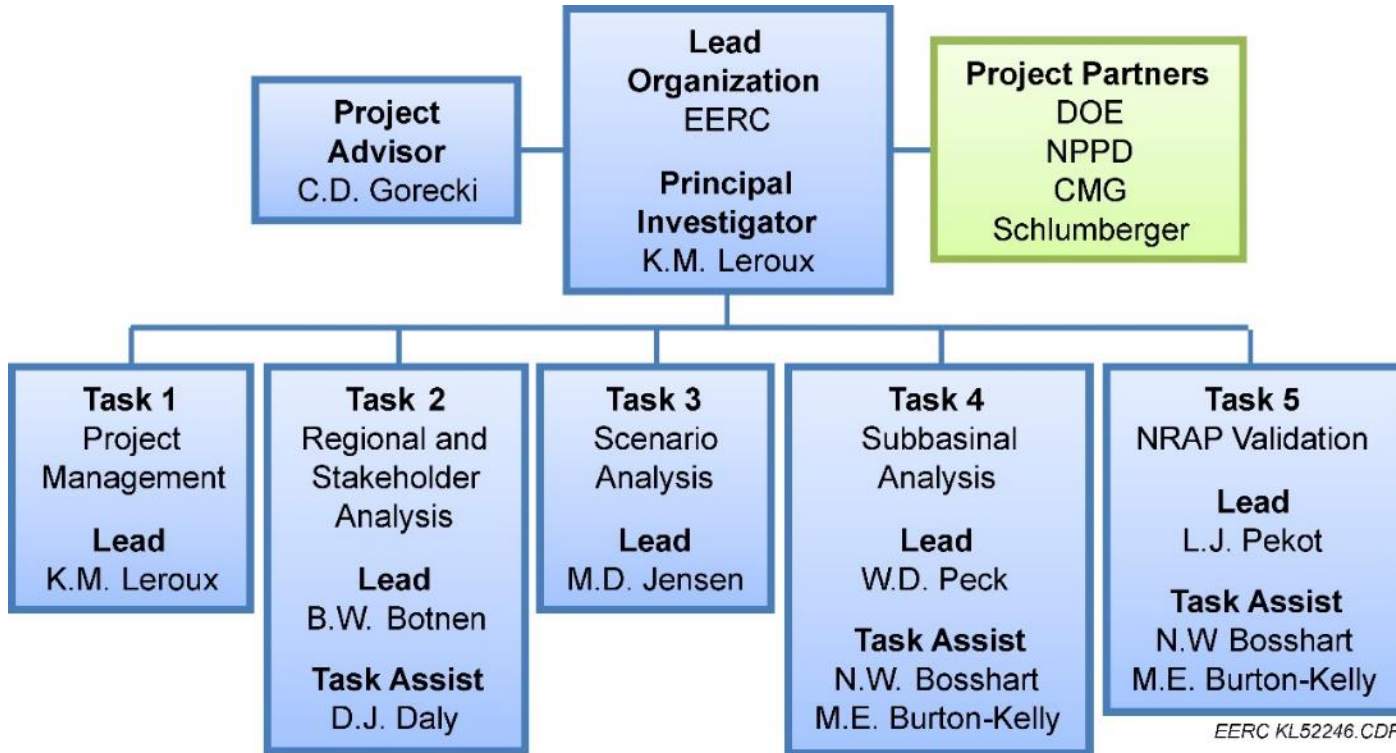 Project
Advisor
C.D. Gorecki
Lead
Organization
EERC
Principal
Investigator
K.M. Leroux
Project Partners
DOE
NPPD
CMG
Schlumberger
Task 1
Project
Management
Lead
K.M. Leroux
Task 2
Regional and
Stakeholder
Analysis
Lead
B.W. Botnen
Task Assist
D.J. Daly
Task 3
Scenario
Analysis
Lead
M.D. Jensen
Task 4
Subbasinal
Analysis
Lead
W.D. Peck
Task Assist
N.W. Bosshart
M.E. Burton-Kelly
Task 5
NRAP Validation
Lead
L.J. Pekot
Task Assist
N.W Bosshart
M.E. Burton-Kelly
EERC KL52246.CDR